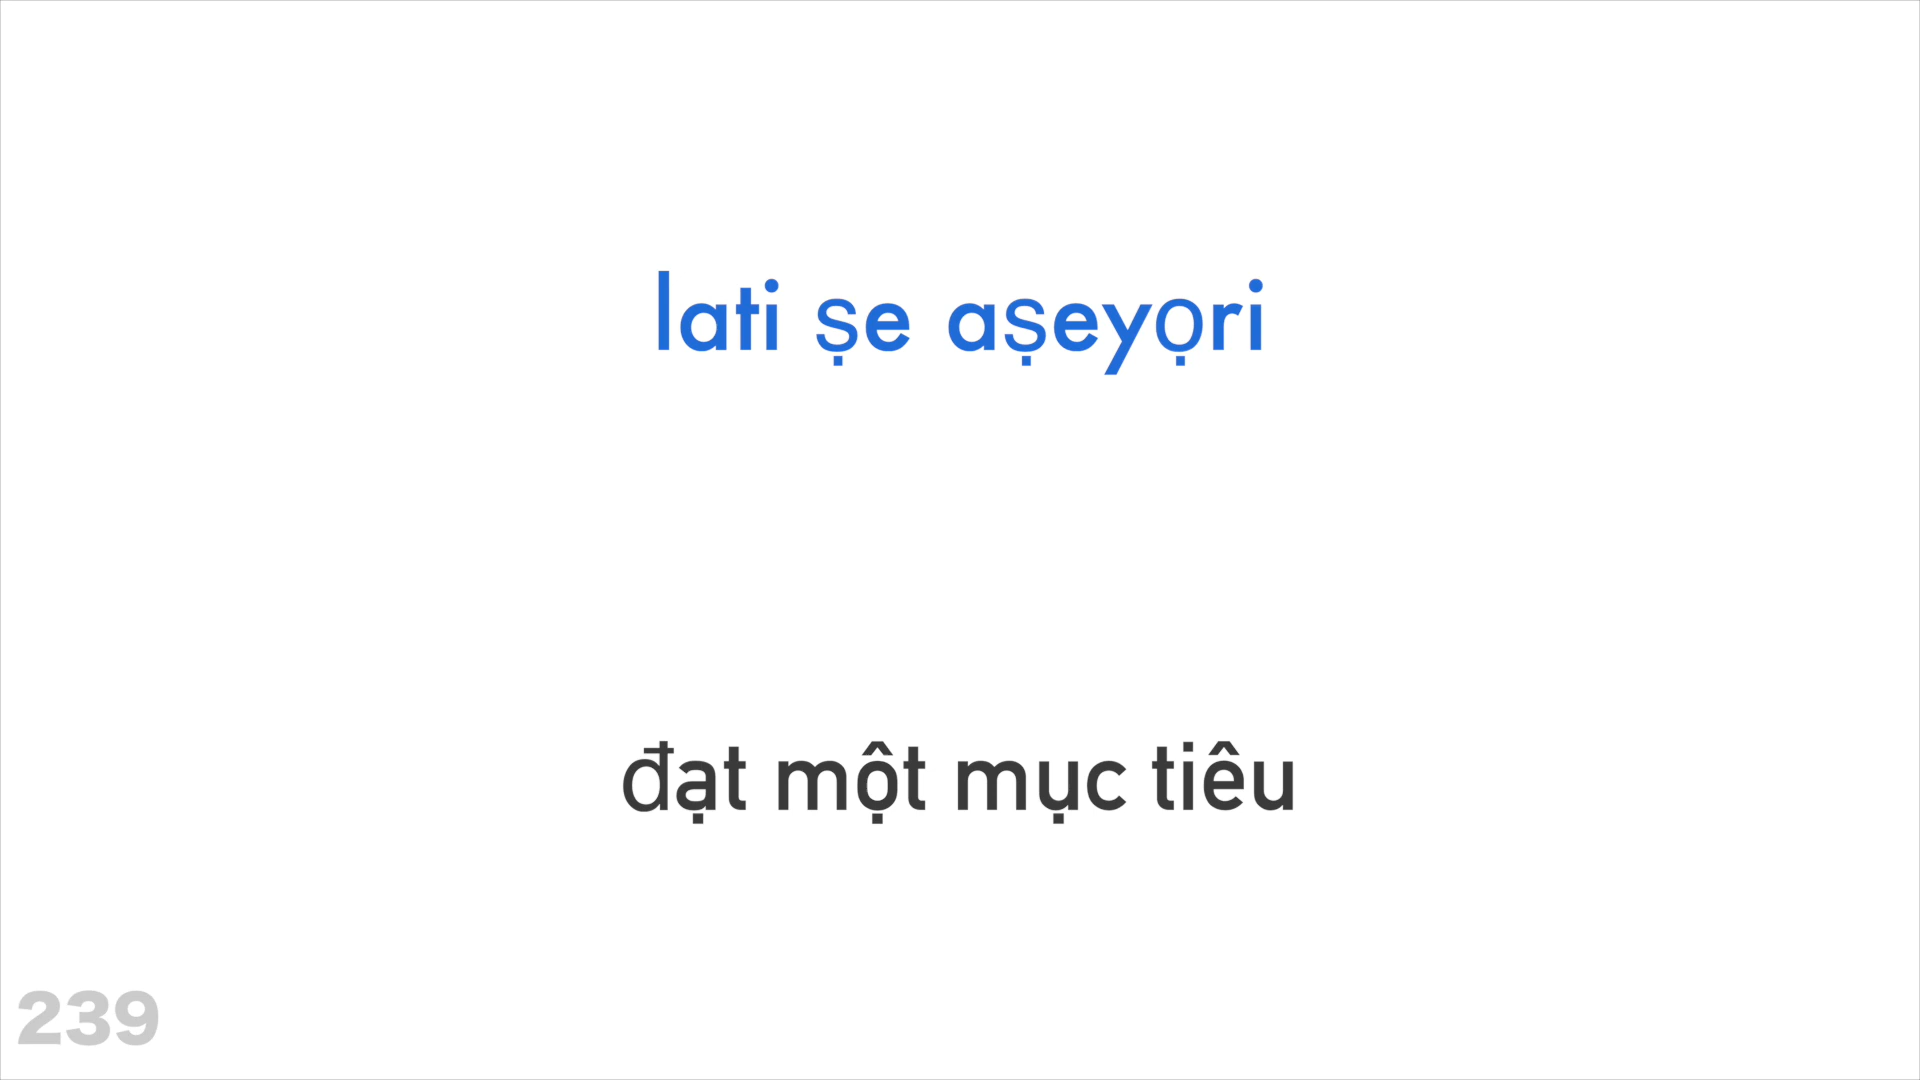 lati ṣe aṣeyọri
đạt một mục tiêu
239